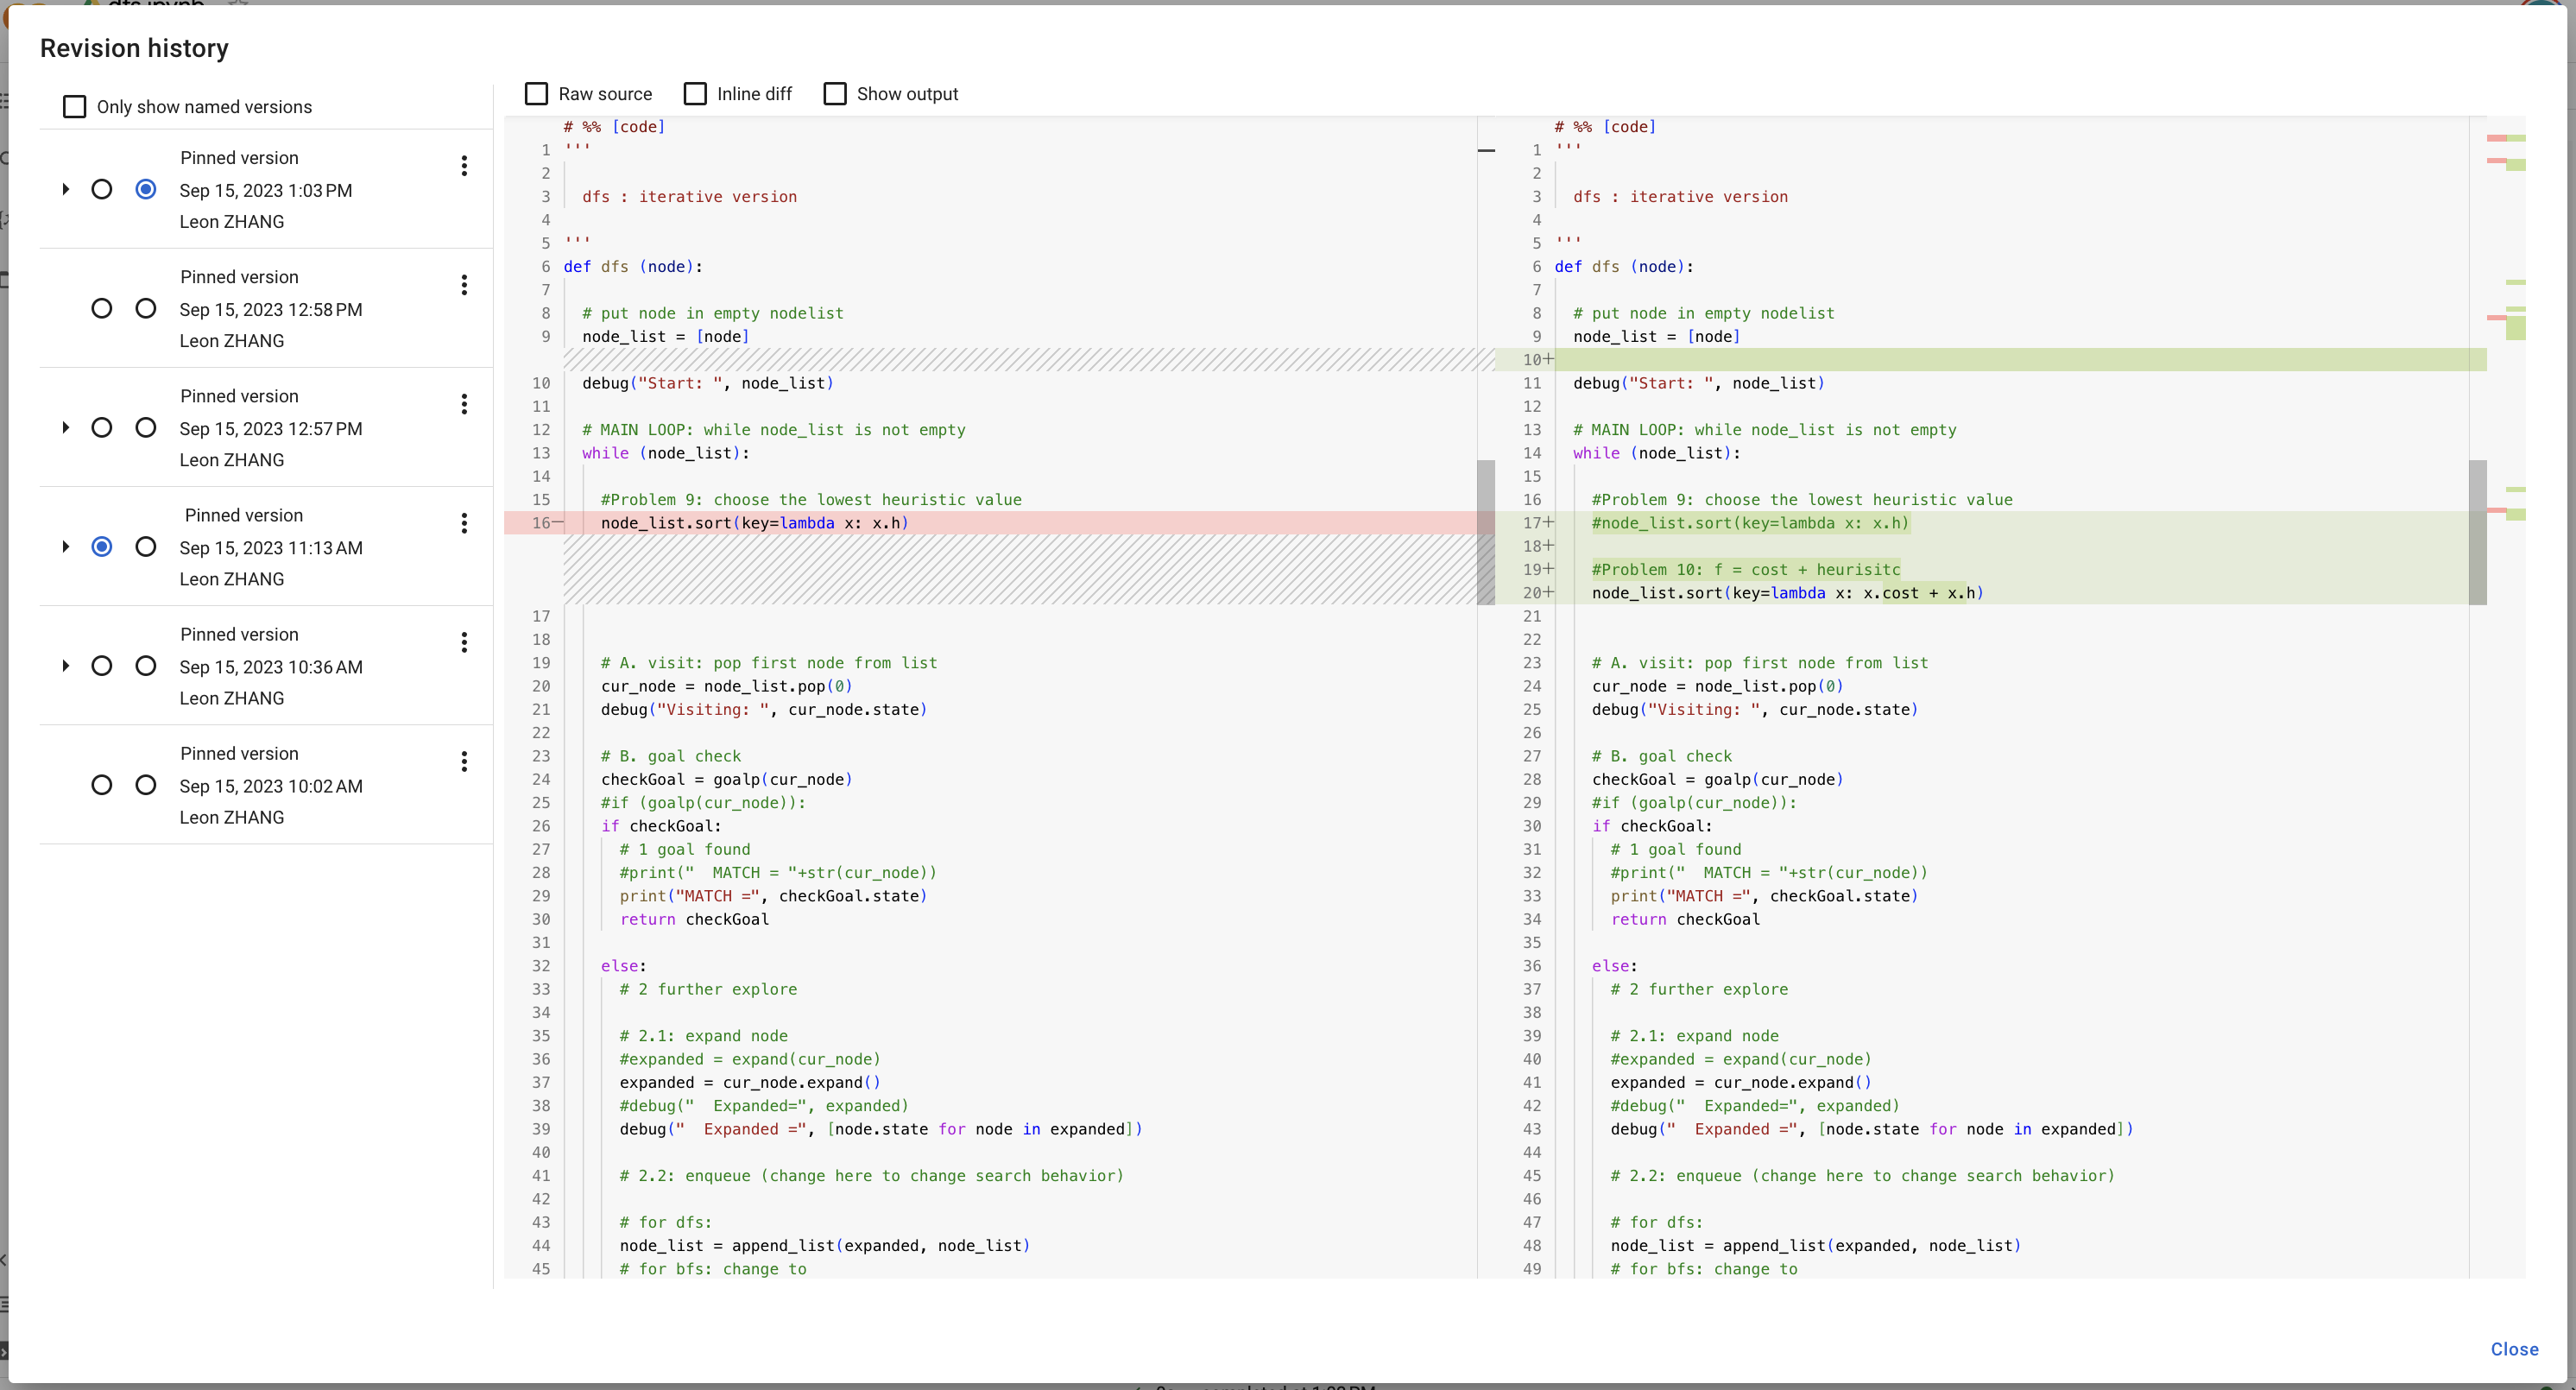 Revision history
Only show named versions
Pinned version
Sep 15, 2023 1:03 PM
Leon ZHANG
Pinned version
Sep 15, 2023 12:58 PM
Leon ZHANG
Pinned version
Sep 15, 2023 12:57 PM
Leon ZHANG
Pinned version
Sep 15, 2023 11:13 AM
Leon ZHANG
Pinned version
Sep 15, 2023 10:36 AM
Leon ZHANG
Pinned version
Sep 15, 2023 10:02 AM
Leon ZHANG
Raw source Inline diff Show output
# %% [code]
1 '''
2
3 dfs : iterative version
4
5 '''
6 def dfs (node):
7
8 # put node in empty nodelist
9 node_list = [node]
10 debug("Start: ", node_list)
11
12 # MAIN LOOP: while node_list is not empty
13 while (node_list):
14
15 #Problem 9: choose the lowest heuristic value
16− node_list.sort(key=lambda x: x.h)
17
18
19 # A. visit: pop first node from list
20 cur_node = node_list.pop(0)
21 debug("Visiting: ", cur_node.state)
22
23 # B. goal check
24 checkGoal = goalp(cur_node)
25 #if (goalp(cur_node)):
26 if checkGoal:
27 # 1 goal found
28 #print("  MATCH = "+str(cur_node))
29 print("MATCH =", checkGoal.state)
30 return checkGoal
31
32 else:
33 # 2 further explore
34
35 # 2.1: expand node
36 #expanded = expand(cur_node)
37 expanded = cur_node.expand()
38 #debug("  Expanded=", expanded)
39 debug("  Expanded =", [node.state for node in expanded])
40
41 # 2.2: enqueue (change here to change search behavior)
42
43 # for dfs:
44 node_list = append_list(expanded, node_list)
45 # for bfs: change to
# %% [code]
1 '''
2
3 dfs : iterative version
4
5 '''
6 def dfs (node):
7
8 # put node in empty nodelist
9 node_list = [node]
10+
11 debug("Start: ", node_list)
12
13 # MAIN LOOP: while node_list is not empty
14 while (node_list):
15
16 #Problem 9: choose the lowest heuristic value
17+ #node_list.sort(key=lambda x: x.h)
18+
19+ #Problem 10: f = cost + heurisitc
20+ node_list.sort(key=lambda x: x.cost + x.h)
21
22
23 # A. visit: pop first node from list
24 cur_node = node_list.pop(0)
25 debug("Visiting: ", cur_node.state)
26
27 # B. goal check
28 checkGoal = goalp(cur_node)
29 #if (goalp(cur_node)):
30 if checkGoal:
31 # 1 goal found
32 #print("  MATCH = "+str(cur_node))
33 print("MATCH =", checkGoal.state)
34 return checkGoal
35
36 else:
37 # 2 further explore
38
39 # 2.1: expand node
40 #expanded = expand(cur_node)
41 expanded = cur_node.expand()
42 #debug("  Expanded=", expanded)
43 debug("  Expanded =", [node.state for node in expanded])
44
45 # 2.2: enqueue (change here to change search behavior)
46
47 # for dfs:
48 node_list = append_list(expanded, node_list)
49 # for bfs: change to
Close